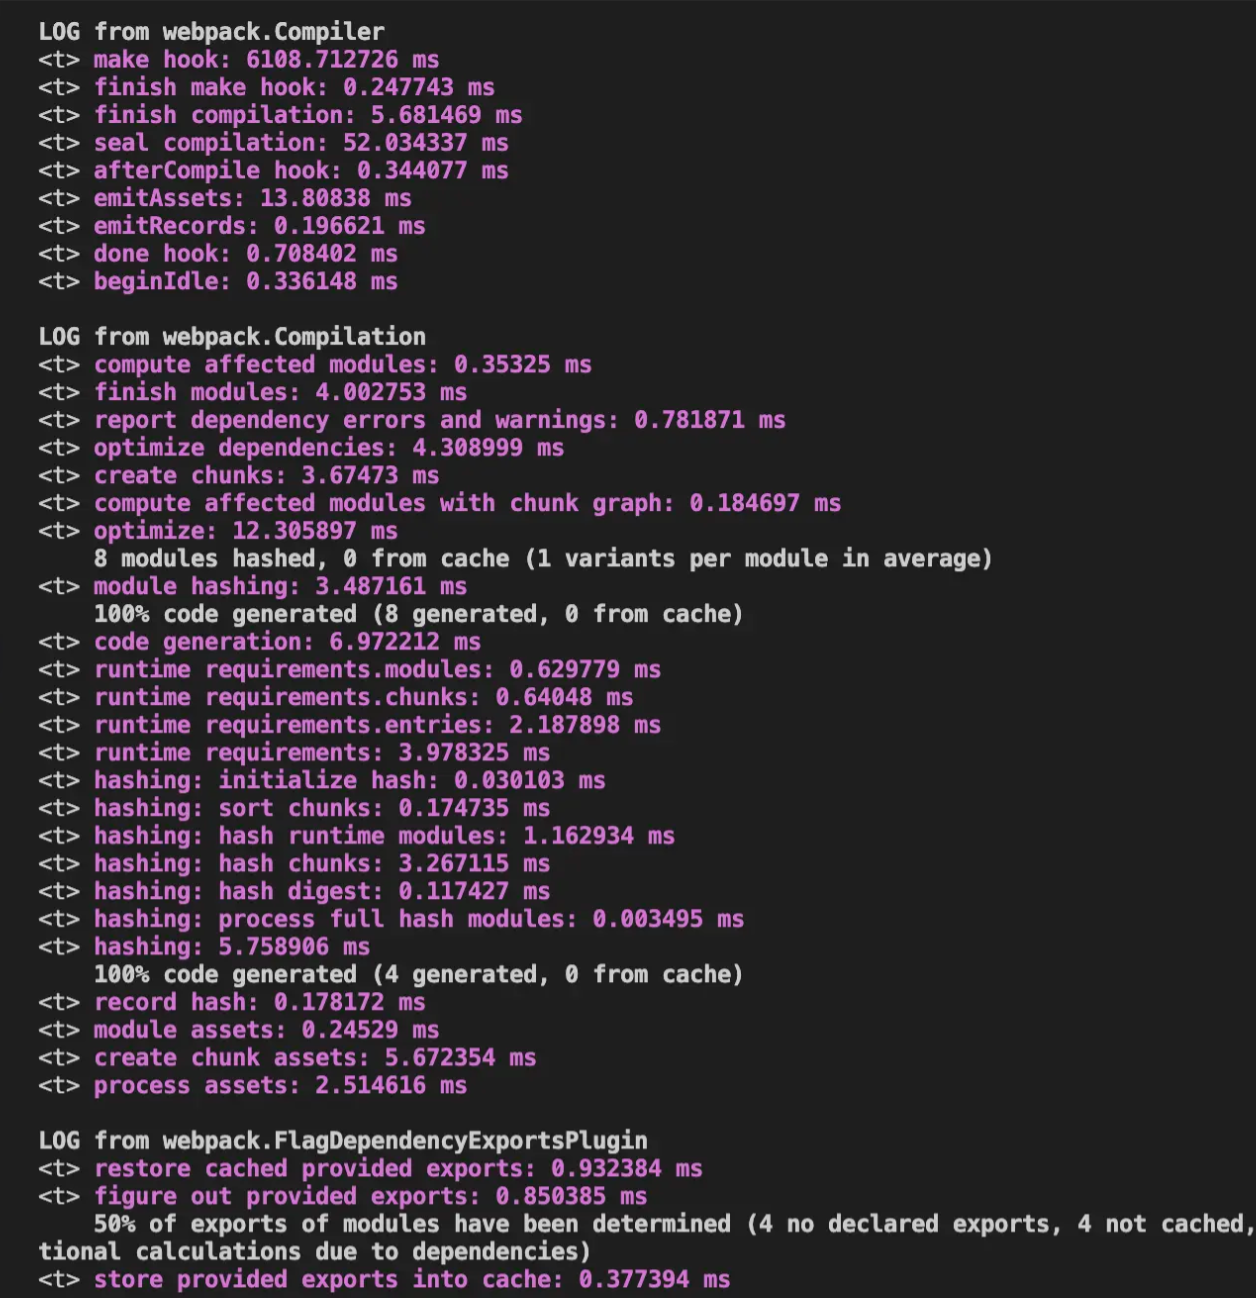 LOG from webpack.Compiler
<t> make hook: 6108.712726 ms
<t> finish make hook: 0.247743 ms
<t> finish compilation: 5.681469 ms
<t> seal compilation: 52.034337 ms
<t> afterCompile hook: 0.344077 ms
<t> emitAssets: 13.80838 ms
<t> emitRecords: 0.196621 ms
<t> done hook: 0.708402 ms
<t> beginIdle: 0.336148 ms
LOG from webpack.Compilation
<t> compute affected modules: 0.35325 ms
<t> finish modules: 4.002753 ms
<t> report dependency errors and warnings: 0.781871 ms
<t> optimize dependencies: 4.308999 ms
<t> create chunks: 3.67473 ms
<t> compute affected modules with chunk graph: 0.184697 ms
<t> optimize: 12.305897 ms
8 modules hashed, 0 from cache (1 variants per module in average)
<t> module hashing: 3.487161 ms
100% code generated (8 generated, 0 from cache)
<t> code generation: 6.972212 ms
<t> runtime requirements.modules: 0.629779 ms
<t> runtime requirements.chunks: 0.64048 ms
<t> runtime requirements.entries: 2.187898 ms
<t> runtime requirements: 3.978325 ms
<t> hashing: initialize hash: 0.030103 ms
<t> hashing: sort chunks: 0.174735 ms
<t> hashing: hash runtime modules: 1.162934 ms
<t> hashing: hash chunks: 3.267115 ms
<t> hashing: hash digest: 0.117427 ms
<t> hashing: process full hash modules: 0.003495 ms
<t> hashing: 5.758906 ms
100% code generated (4 generated, 0 from cache)
<t> record hash: 0.178172 ms
<t> module assets: 0.24529 ms
<t> create chunk assets: 5.672354 ms
<t> process assets: 2.514616 ms
LOG from webpack.FlagDependencyExportsPlugin
<t> restore cached provided exports: 0.932384 ms
<t> figure out provided exports: 0.850385 ms
50% of exports of modules have been determined (4 no declared exports, 4 not cached,
tional calculations due to dependencies)
<t> store provided exports into cache: 0.377394 ms